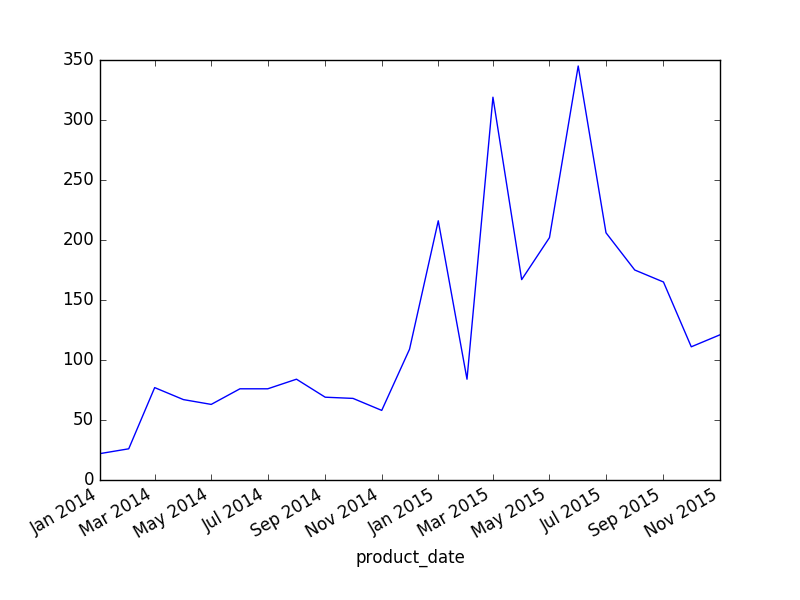 350
300
250
200
150
100
50
0
Jan 2014
Mar 2014
May 2014
Jul 2014
Sep 2014
Nov 2014
Jan 2015
Mar 2015
May 2015
Jul 2015
Sep 2015
Nov 2015
product_date